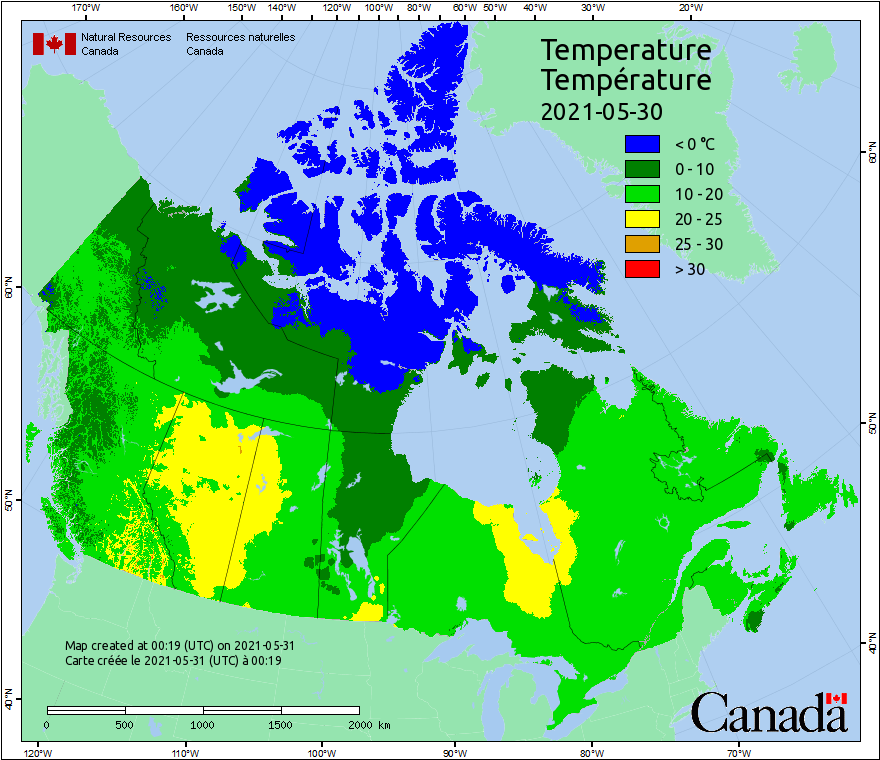 170°W 160°W 150°W 140°W 120°W 100°W 80°W 60°W 50°W 40°W 30°W 20°W
Natural Resources Ressources naturelles
Canada Canada
Temperature
Température
2021-05-30
< 0 °C
0 - 10
10 - 20
20 - 25
25 - 30
> 30
60°N
60°N
50°N
50°N
40°N
40°N
Map created at 00:19 (UTC) on 2021-05-31
Carte créée le 2021-05-31 (UTC) à 00:19
0 500 1000 1500 2000 km
Canada
120°W 110°W 100°W 90°W 80°W 70°W